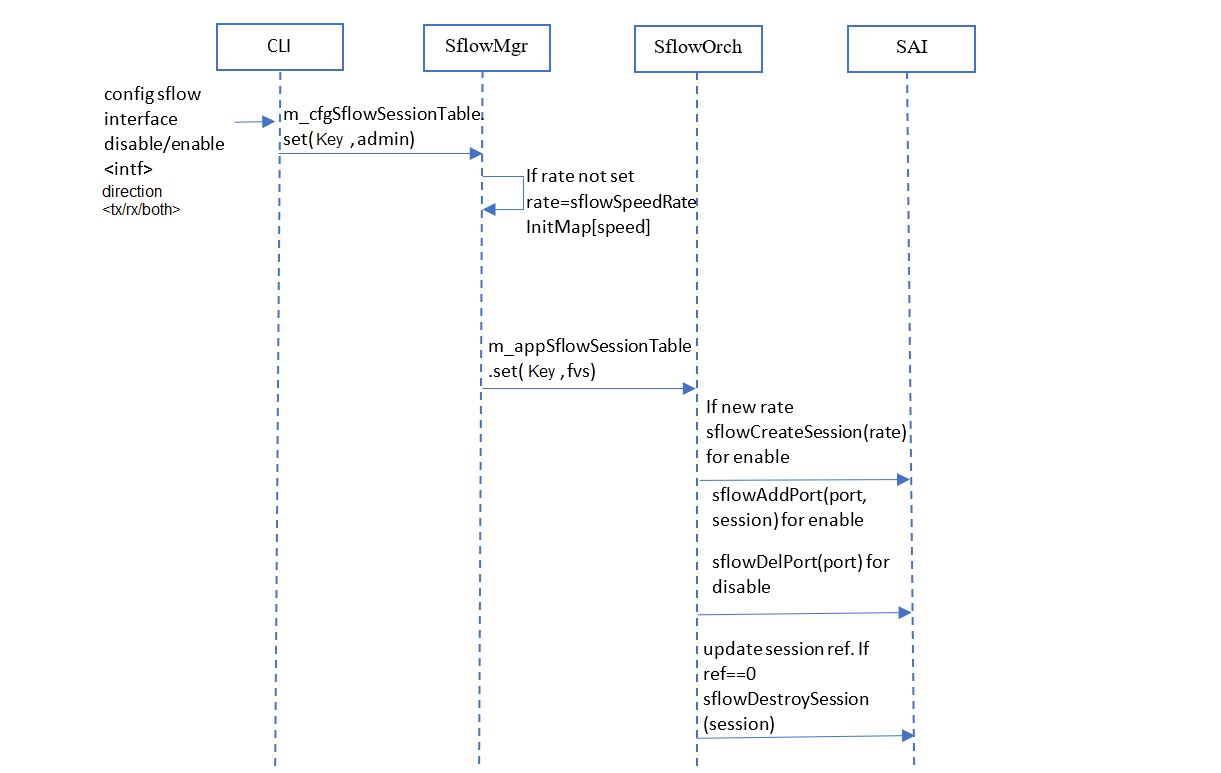 CLI
SflowMgr
SflowOrch
SAI
config sflow
interface
disable/enable
<intf>
direction
<tx/rx/both>
m_cfgSflowSessionTable.
set( Key , admin)
If rate not set
rate=sflowSpeedRate
InitMap[speed]
m_appSflowSessionTable
.set( Key , fvs)
If new rate
sflowCreateSession(rate)
for enable
sflowAddPort(port,
session) for enable
sflowDelPort(port) for
disable
update session ref. If
ref==0
sflowDestroySession
(session)